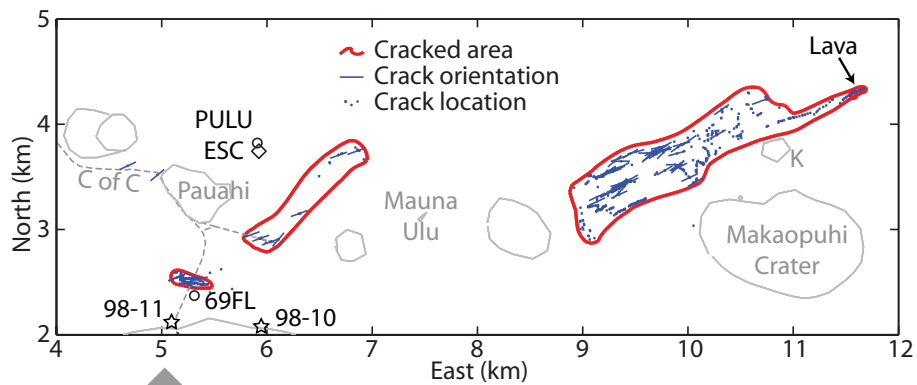 5
4
3
2
North (km)
Cracked area
Crack orientation
Crack location
Lava
PULU
ESC
C of C
Pauahi
Mauna
Ulu
K
Makaopuhi
Crater
69FL
98-11
98-10
4 5 6 7 8 9 10 11 12
East (km)